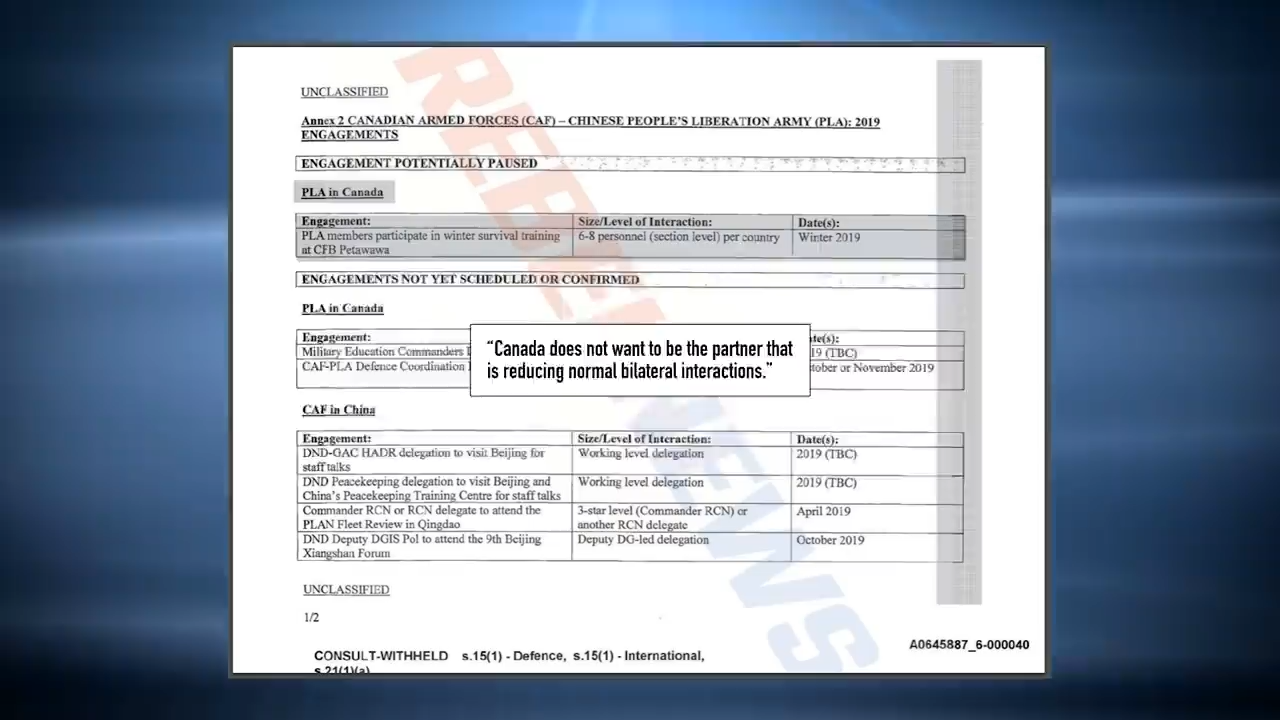 UNCLASSIFIED
Annex 2 CANADIAN ARMED FORCES (CAF) – CHINESE PEOPLE'S LIBERATION ARMY (PLA): 2019
ENGAGEMENTS
ENGAGEMENT POTENTIALLY PAUSED
PLA in Canada
Engagement: Size/Level of Interaction: Date(s):
PLA members participate in winter survival training 6-8 personnel (section level) per country Winter 2019
at CFB Petawawa
ENGAGEMENTS NOT YET SCHEDULED OR CONFIRMED
PLA in Canada
Engagement:
Military Education Commanders 19 (TBC)
CAF-PLA Defence Coordination or November 2019
“Canada does not want to be the partner that
is reducing normal bilateral interactions.”
CAF in China
Engagement: Size/Level of Interaction: Date(s):
DND-GAC HADR delegation to visit Beijing for Working level delegation 2019 (TBC)
staff talks
DND Peacekeeping delegation to visit Beijing and Working level delegation 2019 (TBC)
China's Peacekeeping Training Centre for staff talks
Commander RCN or RCN delegate to attend the 3-star level (Commander RCN) or April 2019
PLAN Fleet Review in Qingdao another RCN delegate
DND Deputy DGIS Pol to attend the 9th Beijing Deputy DG-led delegation October 2019
Xiangshan Forum
UNCLASSIFIED
1/2
A0645887_6-000040
CONSULT-WITHHELD s.15(1) - Defence, s.15(1) - International,
s.21(1)(a)
REBEL NEWS